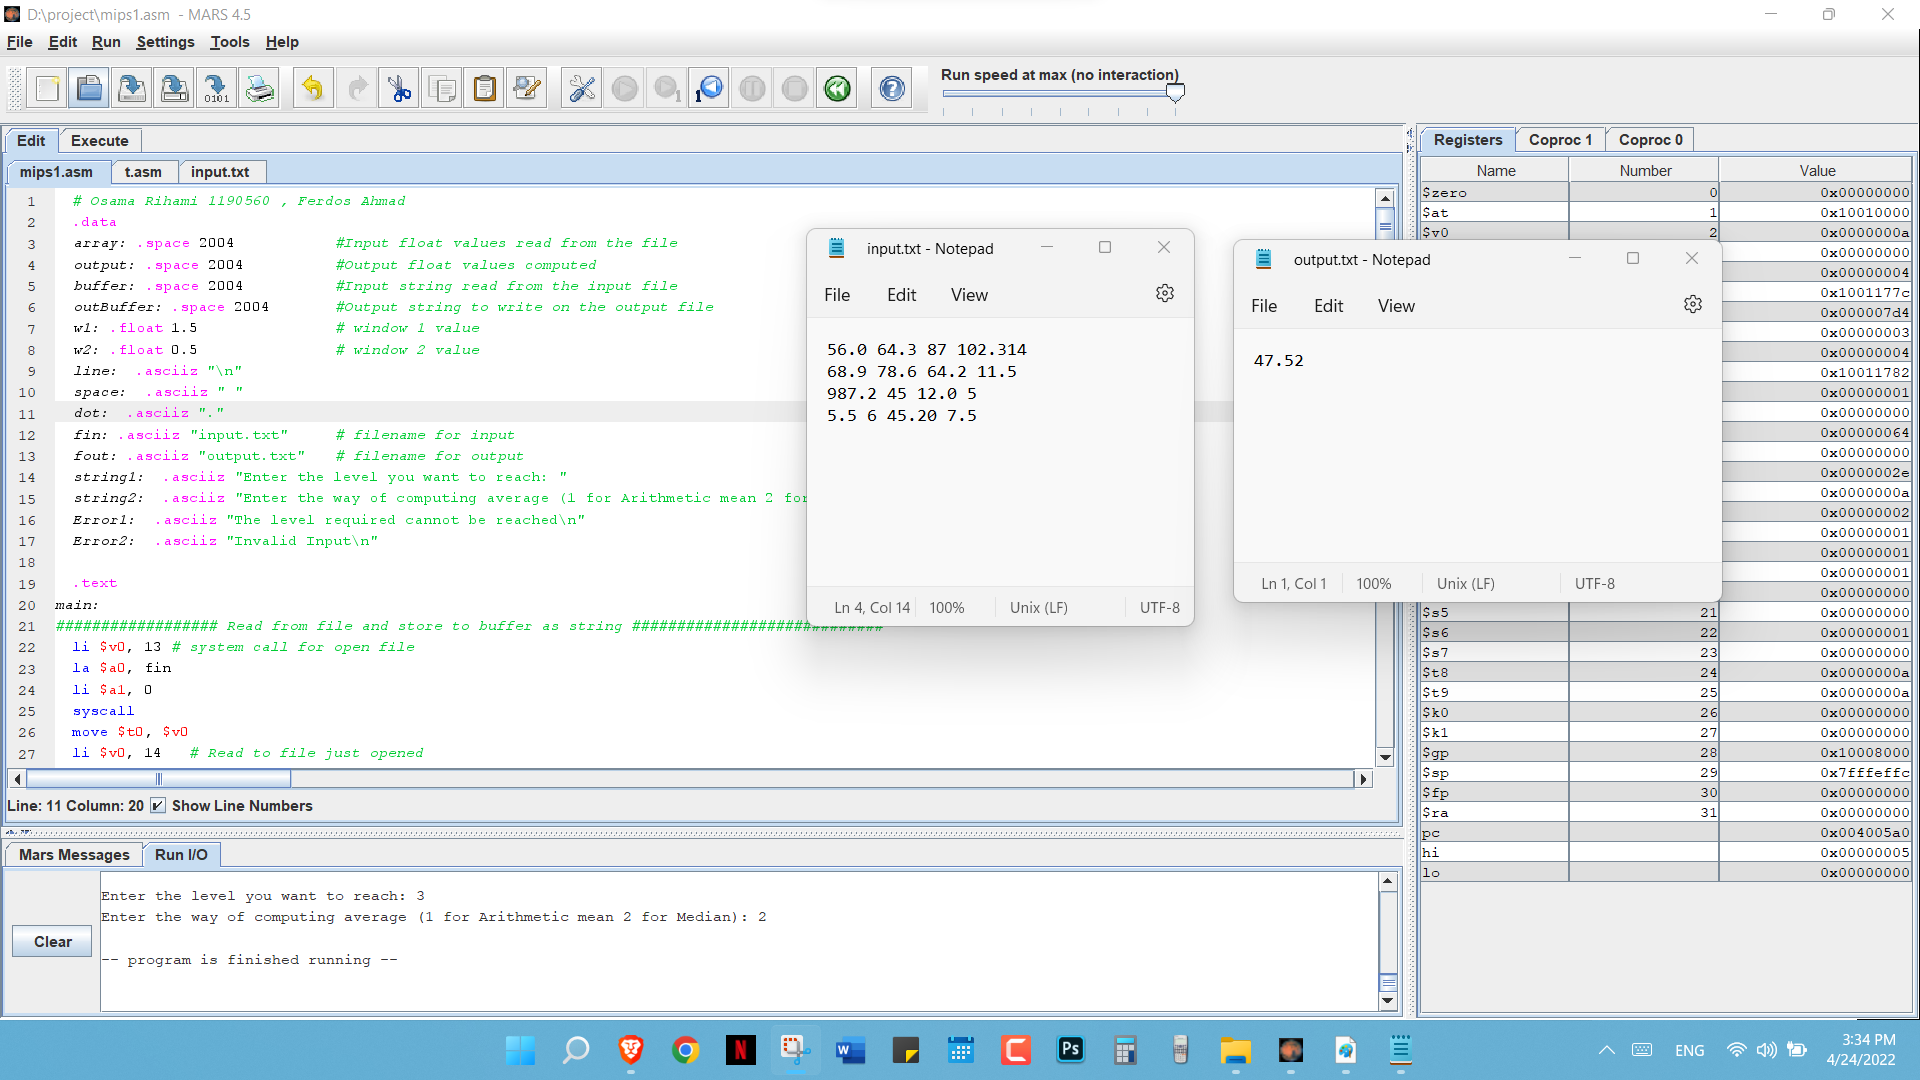 D:\project\mips1.asm - MARS 4.5
File Edit Run Settings Tools Help
Run speed at max (no interaction)
Edit Execute
mips1.asm t.asm input.txt
1 # Osama Rihami 1190560 , Ferdos Ahmad
2 .data
3 array: .space 2004 #Input float values read from the file
4 output: .space 2004 #Output float values computed
5 buffer: .space 2004 #Input string read from the input file
6 outBuffer: .space 2004 #Output string to write on the output file
7 w1: .float 1.5 # window 1 value
8 w2: .float 0.5 # window 2 value
9 line: .asciiz "\n"
10 space: .asciiz " "
11 dot: .asciiz "."
12 fin: .asciiz "input.txt" # filename for input
13 fout: .asciiz "output.txt" # filename for output
14 string1: .asciiz "Enter the level you want to reach: "
15 string2: .asciiz "Enter the way of computing average (1 for Arithmetic mean 2 for
16 Error1: .asciiz "The level required cannot be reached\n"
17 Error2: .asciiz "Invalid Input\n"
18
19 .text
20 main:
21 ################## Read from file and store to buffer as string ############################
22 li $v0, 13 # system call for open file
23 la $a0, fin
24 li $a1, 0
25 syscall
26 move $t0, $v0
27 li $v0, 14 # Read to file just opened
Line: 11 Column: 20 Show Line Numbers
Mars Messages Run I/O
Clear
Enter the level you want to reach: 3
Enter the way of computing average (1 for Arithmetic mean 2 for Median): 2
-- program is finished running --
input.txt - Notepad
File Edit View
56.0 64.3 87 102.314
68.9 78.6 64.2 11.5
987.2 45 12.0 5
5.5 6 45.20 7.5
Ln 4, Col 14 100% Unix (LF) UTF-8
output.txt - Notepad
File Edit View
47.52
Ln 1, Col 1 100% Unix (LF) UTF-8
Registers Coproc 1 Coproc 0
Name Number Value
$zero 0 0x00000000
$at 1 0x10010000
$v0 2 0x0000000a
0x00000000
0x00000004
0x1001177c
0x000007d4
0x00000003
0x00000004
0x10011782
0x00000001
0x00000000
0x00000064
0x00000000
0x0000002e
0x0000000a
0x00000002
0x00000001
0x00000001
0x00000001
0x00000000
$s5 21 0x00000000
$s6 22 0x00000001
$s7 23 0x00000000
$t8 24 0x0000000a
$t9 25 0x0000000a
$k0 26 0x00000000
$k1 27 0x00000000
$gp 28 0x10008000
$sp 29 0x7fffeffc
$fp 30 0x00000000
$ra 31 0x00000000
pc 0x004005a0
hi 0x00000005
lo 0x00000000
ENG
3:34 PM
4/24/2022